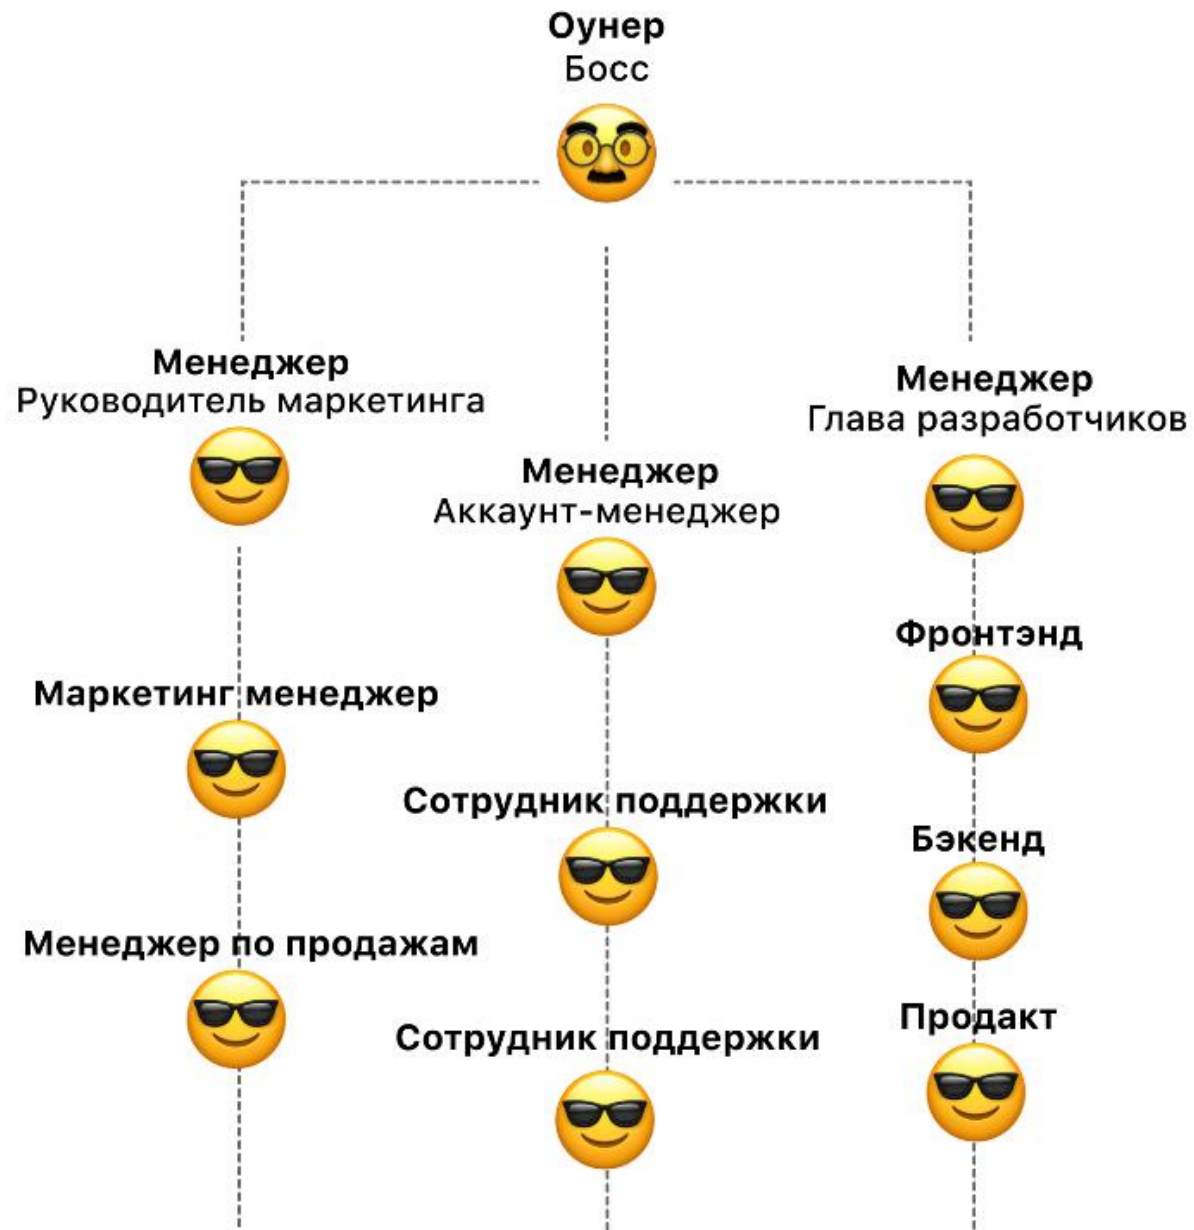 Оунер
Босс
Менеджер
Руководитель маркетинга
Менеджер
Глава разработчиков
Менеджер
Аккаунт-менеджер
Фронтэнд
Маркетинг менеджер
Сотрудник поддержки
Бэкенд
Менеджер по продажам
Продакт
Сотрудник поддержки